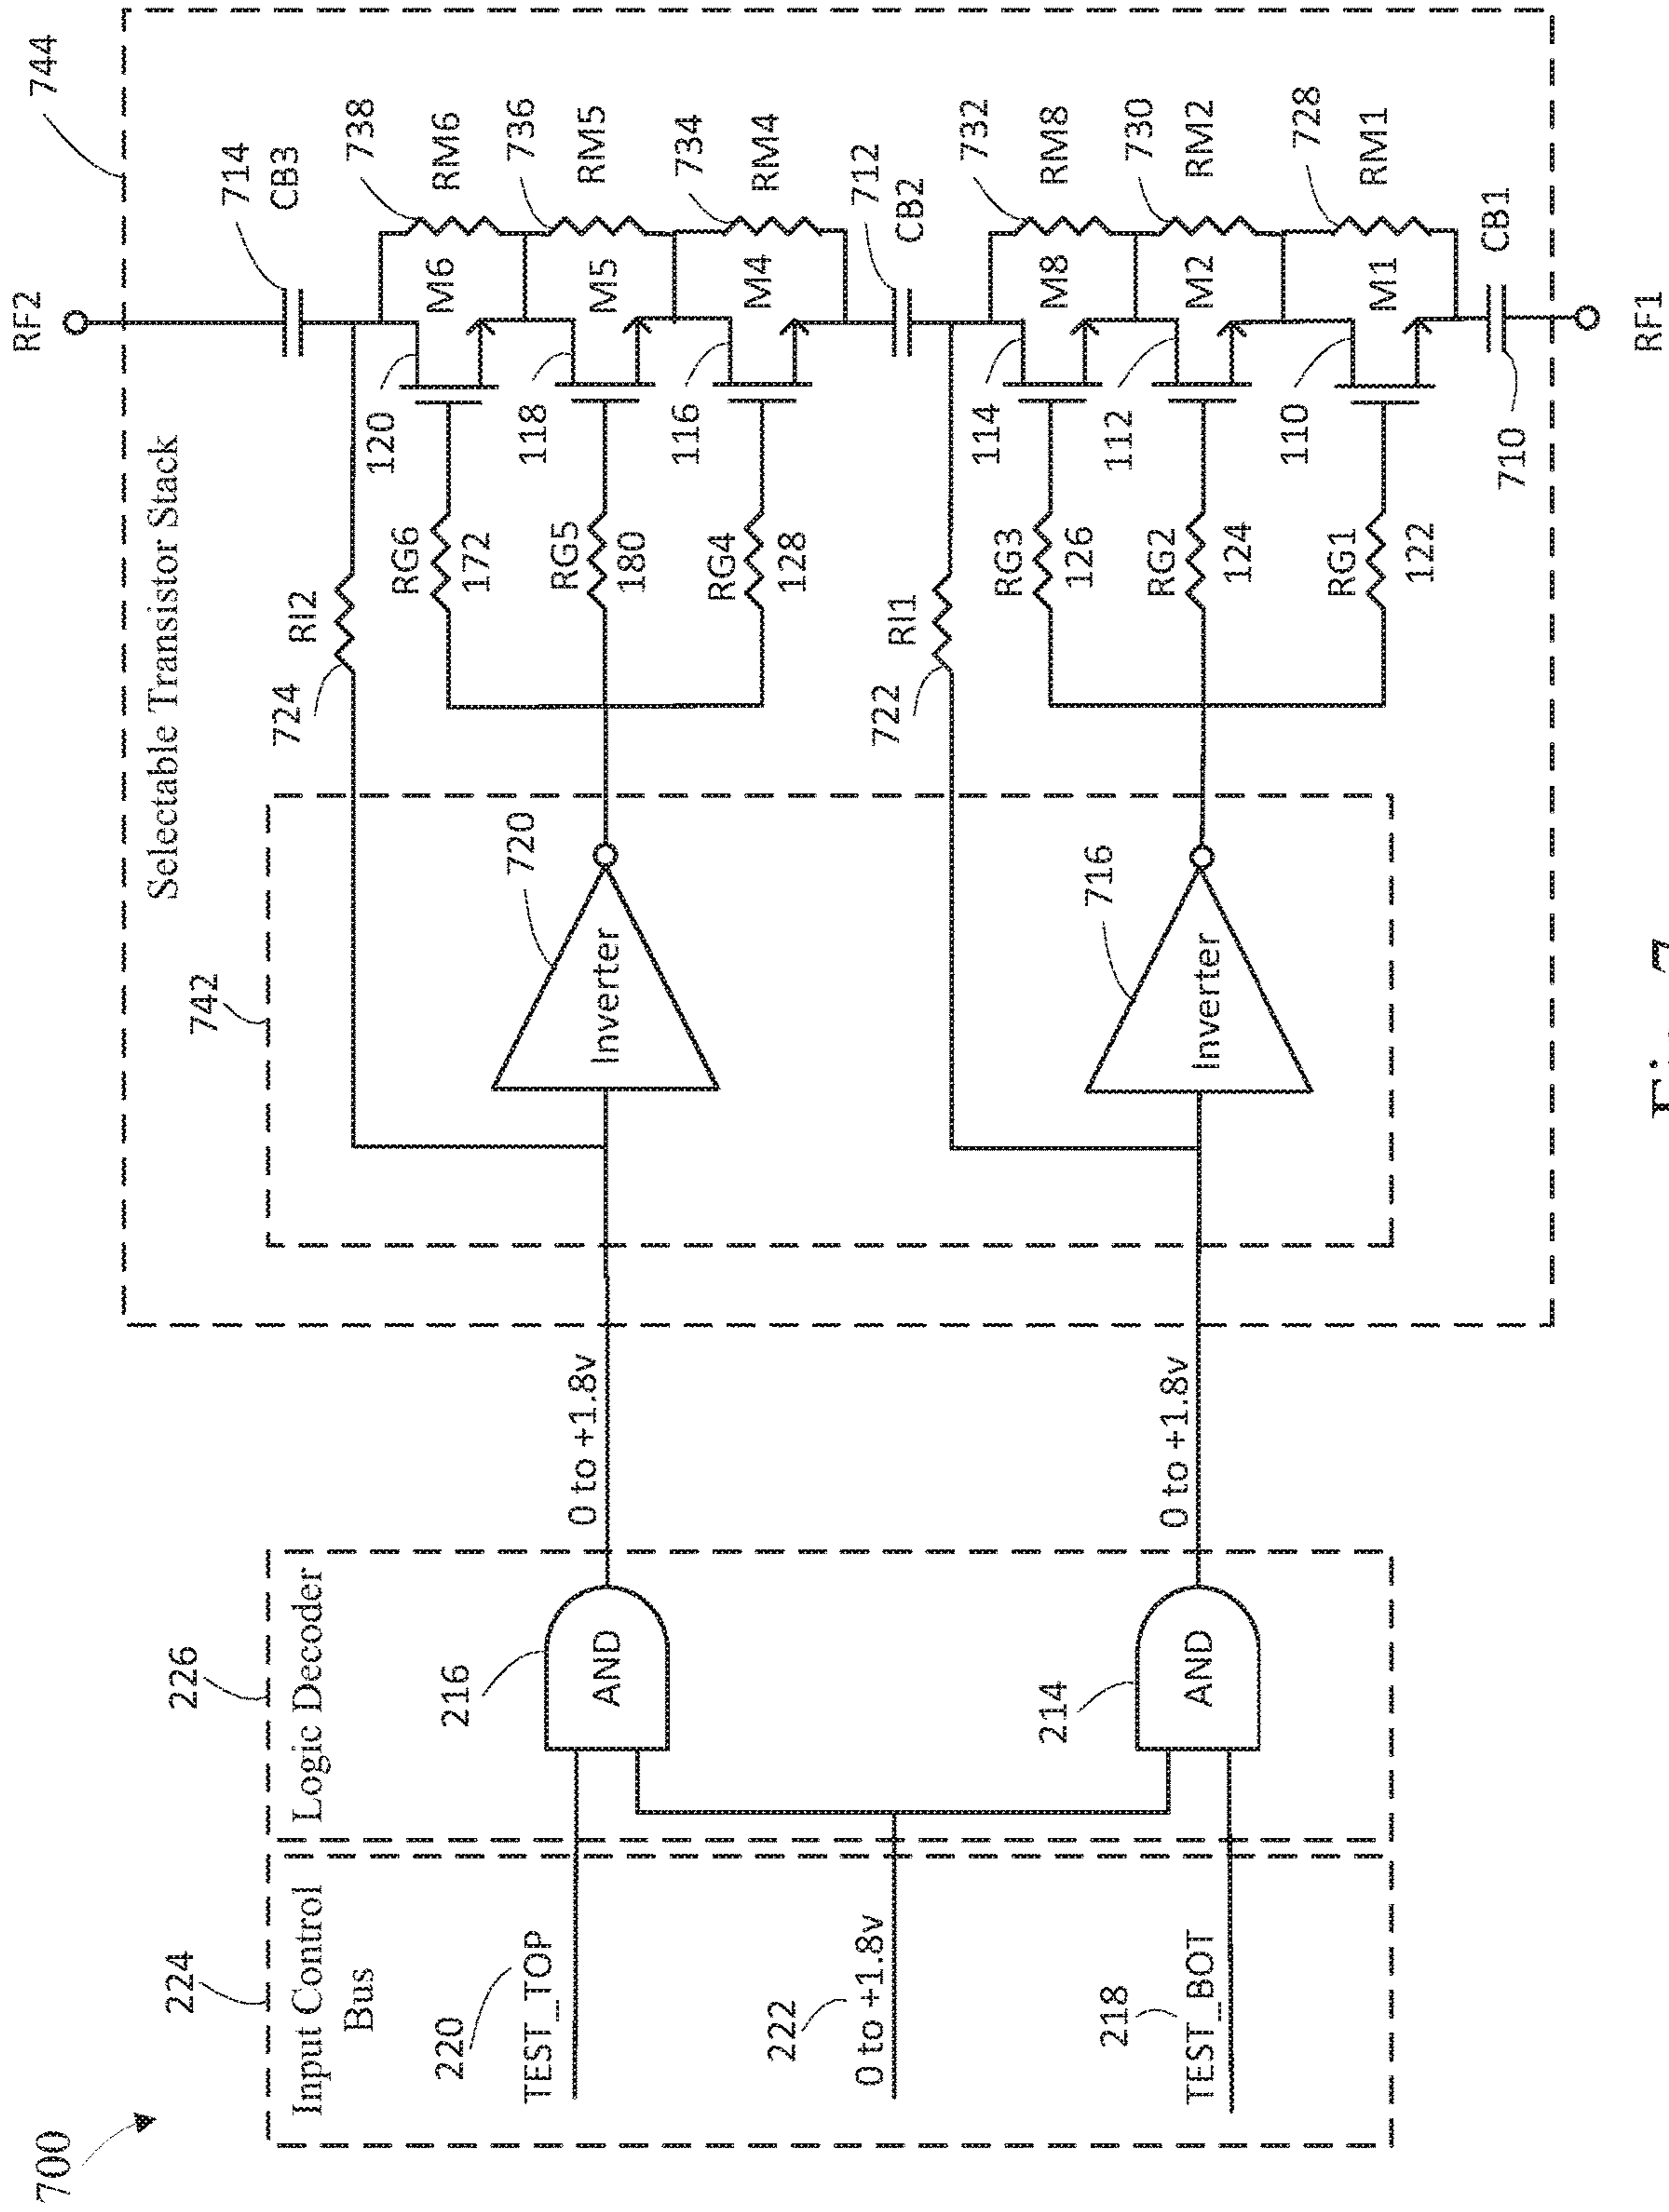 700
224
Input Control
Bus
220
TEST_TOP
222
0 to +1.8v
218
TEST_BOT
226
Logic Decoder
216
AND
214
AND
0 to +1.8v
0 to +1.8v
744
Selectable Transistor Stack
742
720
Inverter
716
Inverter
724
RI2
RG6
172
RG5
180
RG4
128
722
RI1
RG3
126
RG2
124
RG1
122
RF2
714
CB3
120
M6
738
RM6
118
M5
736
RM5
116
M4
734
RM4
712
CB2
114
M8
732
RM8
112
M2
730
RM2
110
M1
728
RM1
CB1
710
RF1